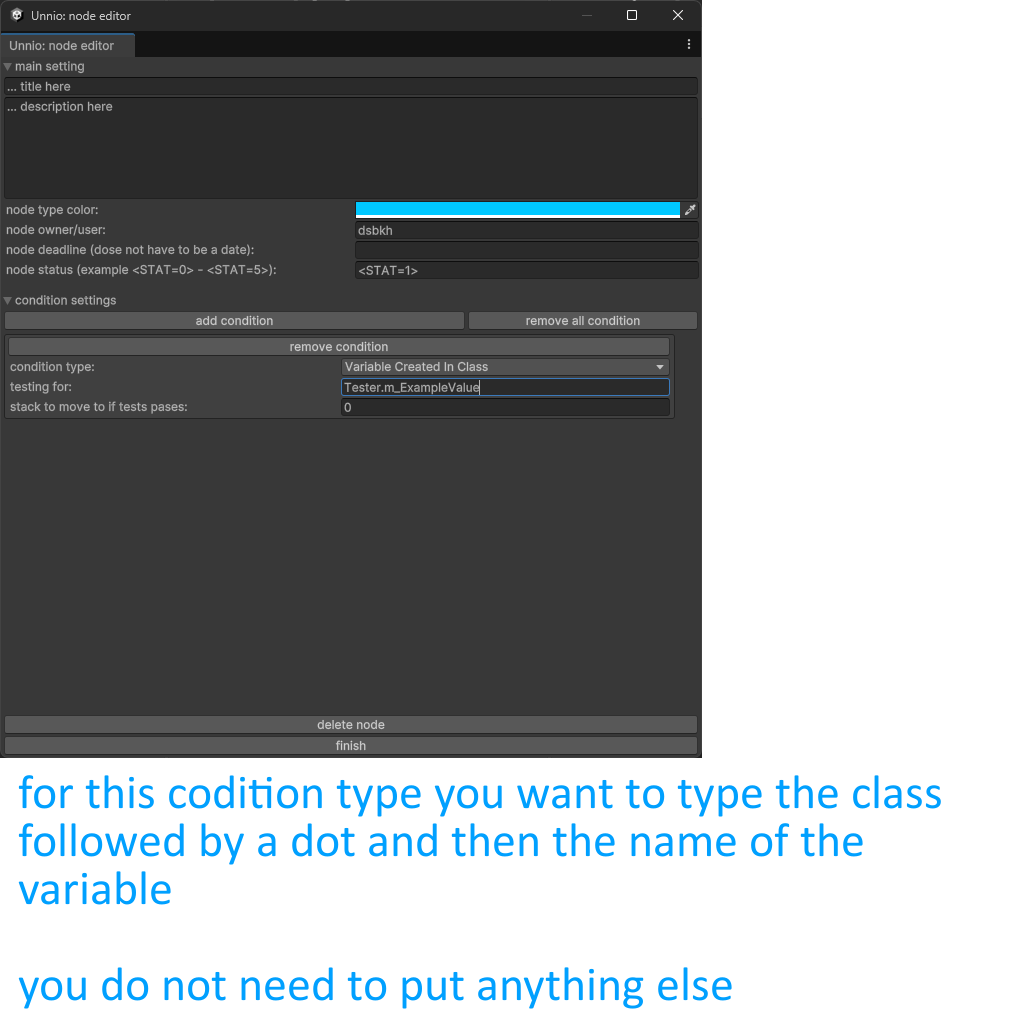 Unnio: node editor
Unnio: node editor
main setting
... title here
... description here
node type color:
node owner/user: dsbkh
node deadline (dose not have to be a date):
node status (example <STAT=0> - <STAT=5>): <STAT=1>
condition settings
add condition remove all condition
remove condition
condition type: Variable Created In Class
testing for: Tester.m_ExampleValue
stack to move to if tests pases: 0
delete node
finish
for this codition type you want to type the class
followed by a dot and then the name of the
variable
you do not need to put anything else